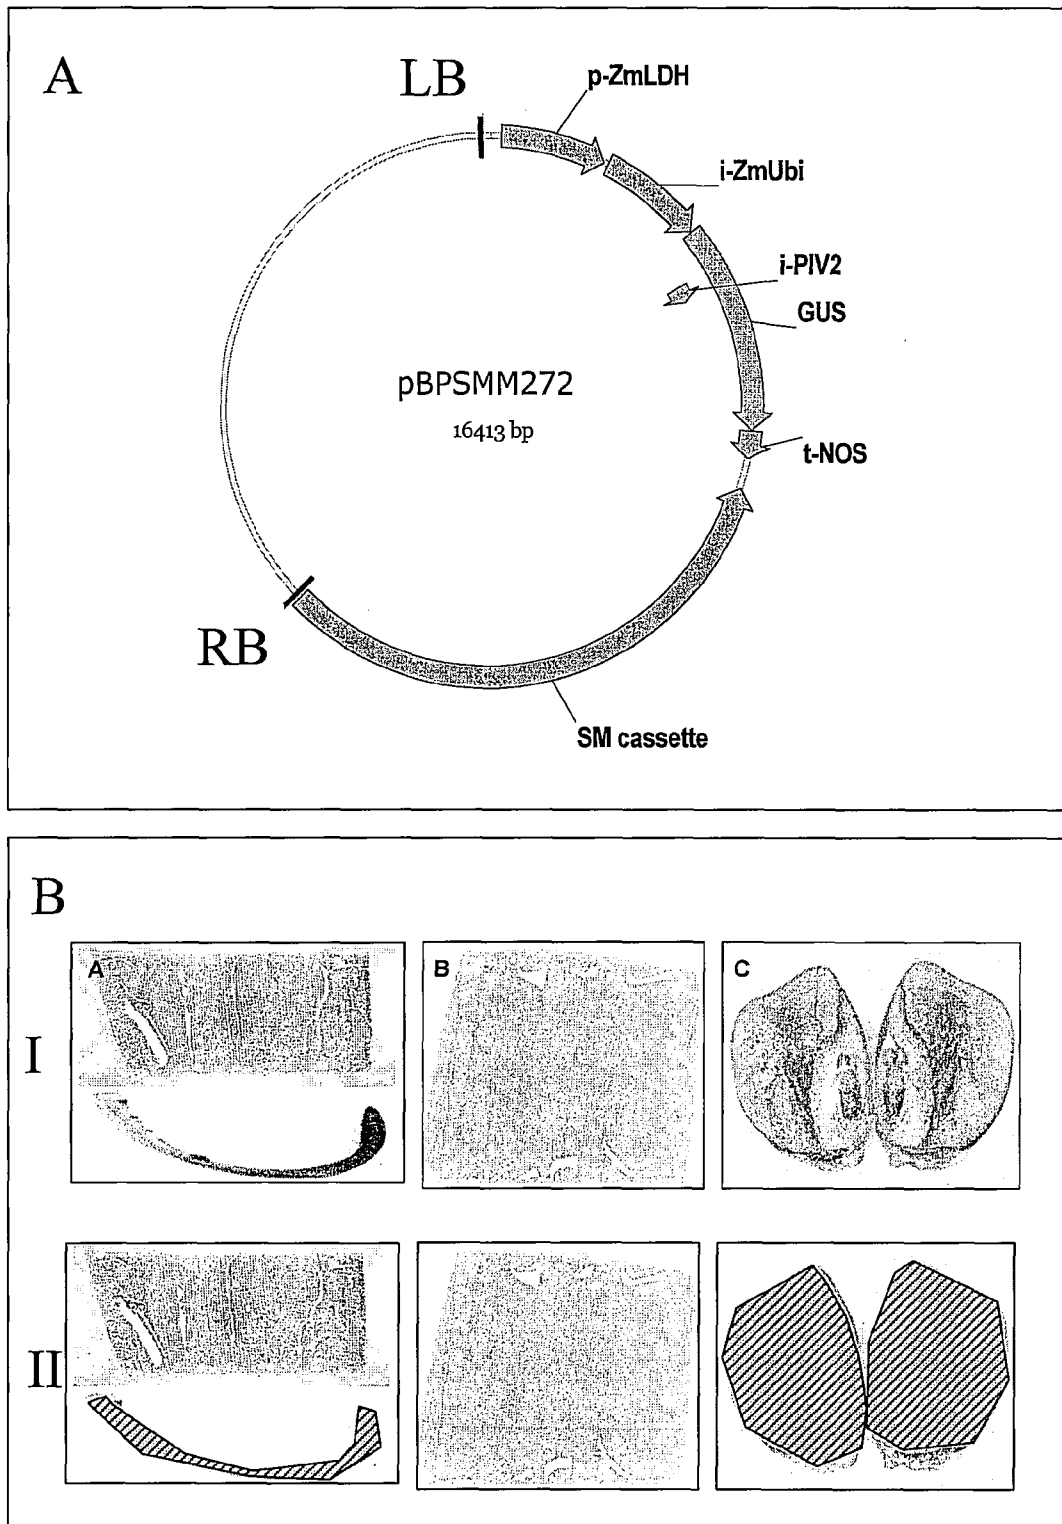 A
LB
p-ZmLDH
i-ZmUbi
i-PIV2
GUS
pBPSMM272
16413 bp
t-NOS
RB
SM cassette
B
A
B
C
I
II